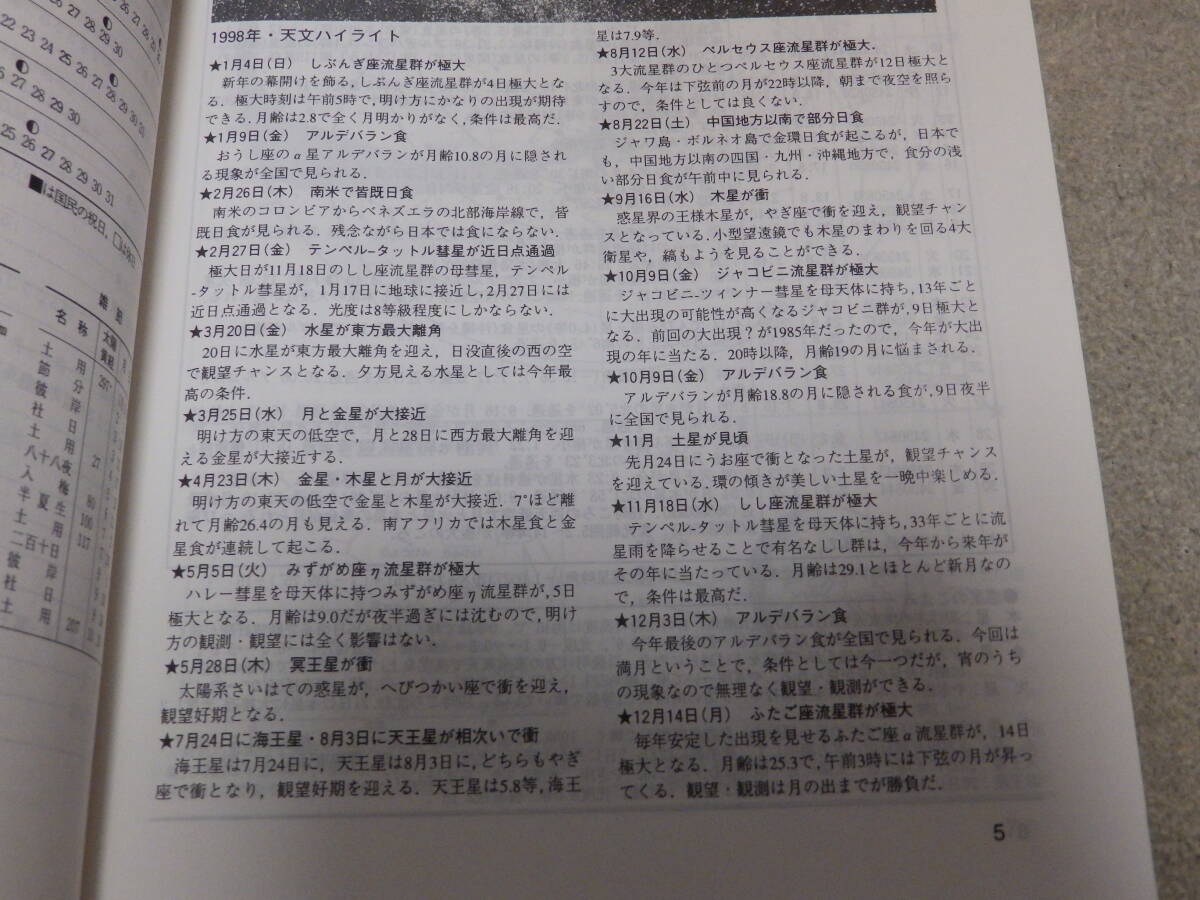 22 23 24 25 26 27 28
29 30
27 28 29 30
25 26 27 28 29 30 31
■は国民の祝日，□は休日
雑 節
名 称
太陽黄経
土 用 297°
節 分
彼 岸
社 日
土 用 27
八十八夜
入 梅 80
半 夏 生 100
土 用 117
二百十日
彼 岸
社 日
土 用 207
1998年・天文ハイライト
★1月4日(日)　しぶんぎ座流星群が極大
新年の幕開けを飾る，しぶんぎ座流星群が4日極大とな
る．極大時刻は午前5時で，明け方にかなりの出現が期待
できる．月齢は2.8で全く月明かりがなく，条件は最高だ．
★1月9日(金)　アルデバラン食
おうし座のα星アルデバランが月齢10.8の月に隠され
る現象が全国で見られる．
★2月26日(木)　南米で皆既日食
南米のコロンビアからベネズエラの北部海岸線で，皆
既日食が見られる．残念ながら日本では食にならない．
★2月27日(金)　テンペル-タットル彗星が近日点通過
極大日が11月18日のしし座流星群の母彗星，テンペル
-タットル彗星が，1月17日に地球に接近し，2月27日には
近日点通過となる．光度は8等級程度にしかならない．
★3月20日(金)　水星が東方最大離角
20日に水星が東方最大離角を迎え，日没直後の西の空
で観望チャンスとなる．夕方見える水星としては今年最
高の条件．
★3月25日(水)　月と金星が大接近
明け方の東天の低空で，月と28日に西方最大離角を迎
える金星が大接近する．
★4月23日(木)　金星・木星と月が大接近
明け方の東天の低空で金星と木星が大接近．7°ほど離
れて月齢26.4の月も見える．南アフリカでは木星食と金
星食が連続して起こる．
★5月5日(火)　みずがめ座η流星群が極大
ハレー彗星を母天体に持つみずがめ座η流星群が，5日
極大となる．月齢は9.0だが夜半過ぎには沈むので，明け
方の観測・観望には全く影響はない．
★5月28日(木)　冥王星が衝
太陽系さいはての惑星が，へびつかい座で衝を迎え，
観望好期となる．
★7月24日に海王星・8月3日に天王星が相次いで衝
海王星は7月24日に，天王星は8月3日に，どちらもやぎ
座で衝となり，観望好期を迎える．天王星は5.8等，海王
星は7.9等．
★8月12日(水)　ペルセウス座流星群が極大．
3大流星群のひとつペルセウス座流星群が12日極大と
なる．今年は下弦前の月が22時以降，朝まで夜空を照ら
すので，条件としては良くない．
★8月22日(土)　中国地方以南で部分日食
ジャワ島・ボルネオ島で金環日食が起こるが，日本で
も，中国地方以南の四国・九州・沖縄地方で，食分の浅
い部分日食が午前中に見られる．
★9月16日(水)　木星が衝
惑星界の王様木星が，やぎ座で衝を迎え，観望チャン
スとなっている．小型望遠鏡でも木星のまわりを回る4大
衛星や，縞もようを見ることができる．
★10月9日(金)　ジャコビニ流星群が極大
ジャコビニ-ツィンナー彗星を母天体に持ち，13年ごと
に大出現の可能性が高くなるジャコビニ群が，9日極大と
なる．前回の大出現？が1985年だったので，今年が大出
現の年に当たる．20時以降，月齢19の月に悩まされる．
★10月9日(金)　アルデバラン食
アルデバランが月齢18.8の月に隠される食が，9日夜半
に全国で見られる．
★11月　土星が見頃
先月24日にうお座で衝となった土星が，観望チャンス
を迎えている．環の傾きが美しい土星を一晩中楽しめる．
★11月18日(水)　しし座流星群が極大
テンペル-タットル彗星を母天体に持ち，33年ごとに流
星雨を降らせることで有名なしし群は，今年から来年が
その年に当たっている．月齢は29.1とほとんど新月なの
で，条件は最高だ．
★12月3日(木)　アルデバラン食
今年最後のアルデバラン食が全国で見られる．今回は
満月ということで，条件としては今一つだが，宵のうち
の現象なので無理なく観望・観測ができる．
★12月14日(月)　ふたご座流星群が極大
毎年安定した出現を見せるふたご座α流星群が，14日
極大となる．月齢は25.3で，午前3時には下弦の月が昇っ
てくる．観望・観測は月の出までが勝負だ．
5